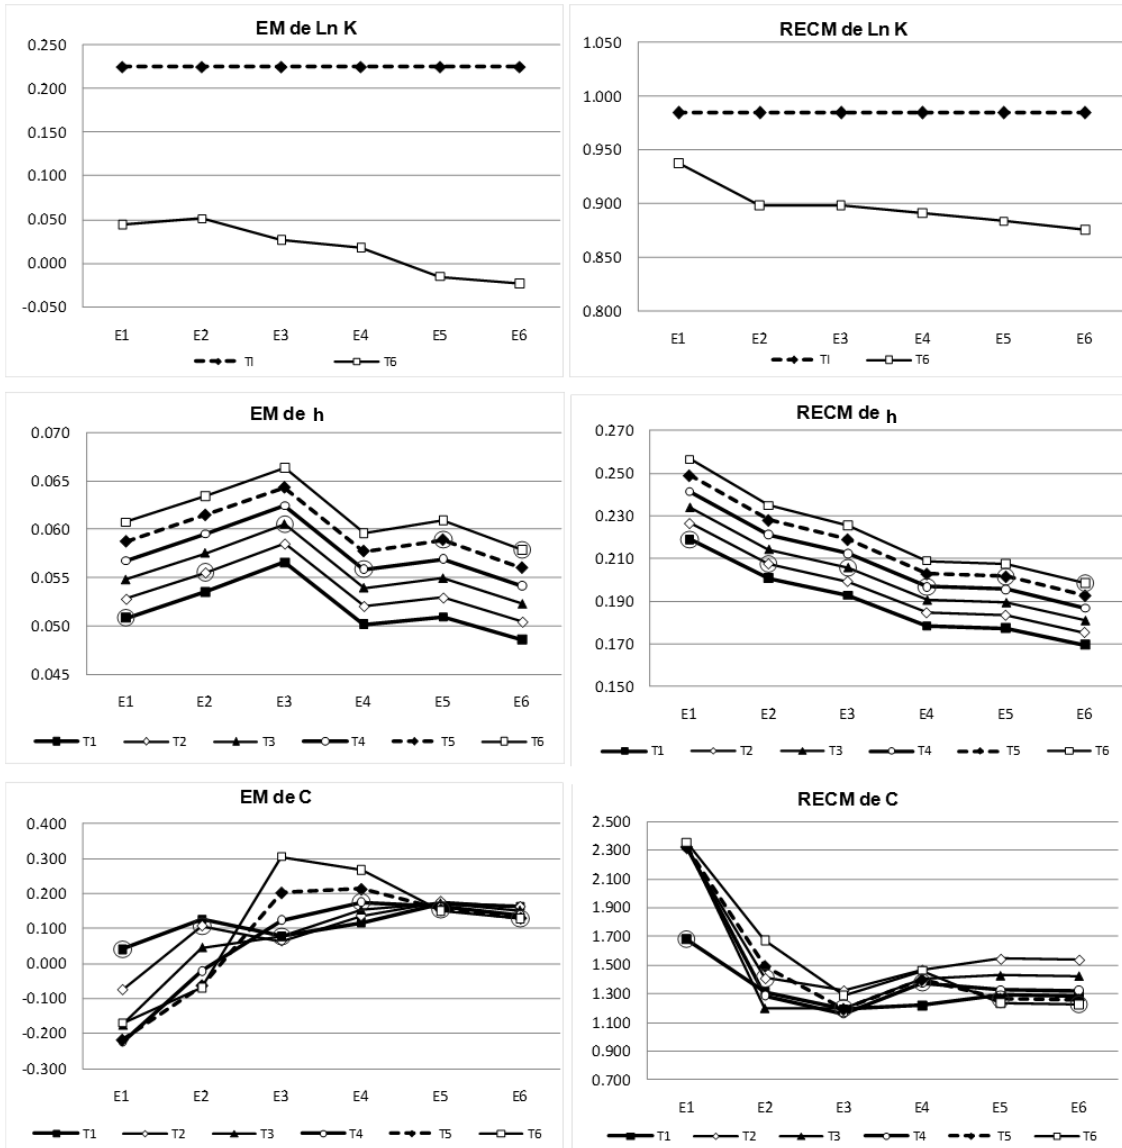 EM de Ln K
0.250
0.200
0.150
0.100
0.050
0.000
-0.050
E1 E2 E3 E4 E5 E6
TI T6
RECM de Ln K
1.050
1.000
0.950
0.900
0.850
0.800
E1 E2 E3 E4 E5 E6
TI T6
EM de h
0.070
0.065
0.060
0.055
0.050
0.045
E1 E2 E3 E4 E5 E6
T1 T2 T3 T4 T5 T6
RECM de h
0.270
0.250
0.230
0.210
0.190
0.170
0.150
E1 E2 E3 E4 E5 E6
T1 T2 T3 T4 T5 T6
EM de C
0.400
0.300
0.200
0.100
0.000
-0.100
-0.200
-0.300
E1 E2 E3 E4 E5 E6
T1 T2 T3 T4 T5 T6
RECM de C
2.500
2.300
2.100
1.900
1.700
1.500
1.300
1.100
0.900
0.700
E1 E2 E3 E4 E5 E6
T1 T2 T3 T4 T5 T6